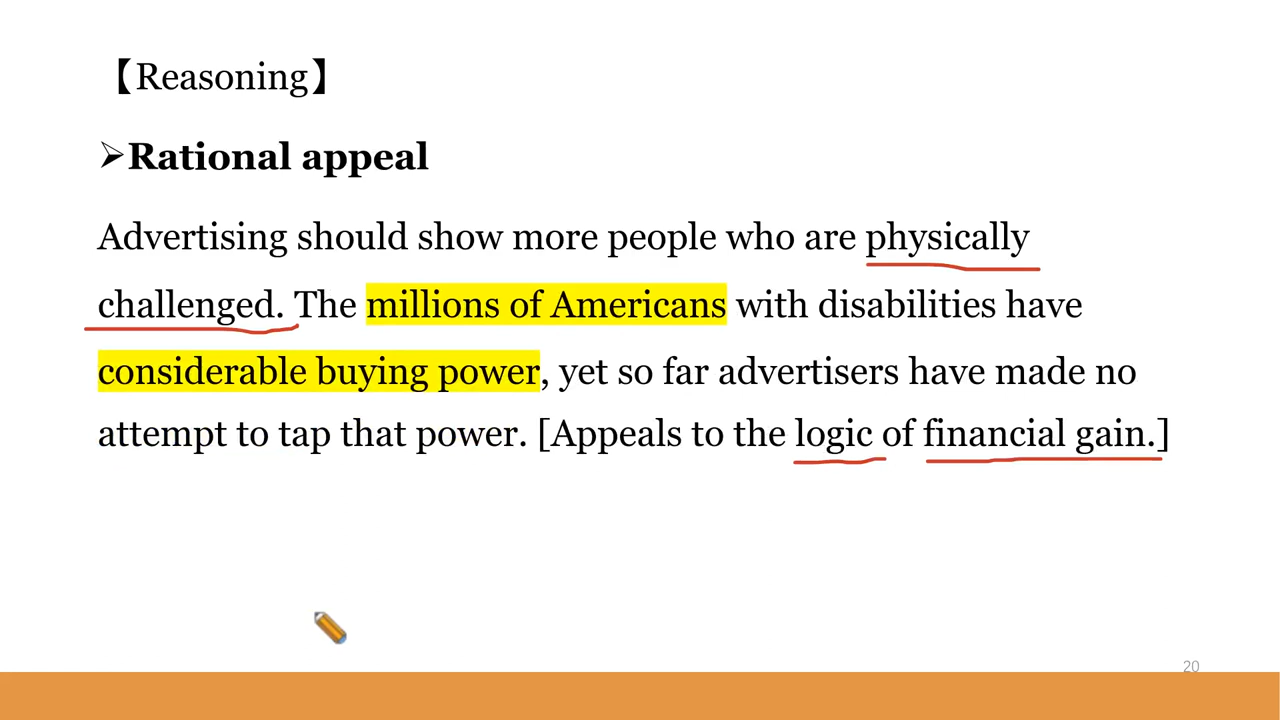 【Reasoning】
➢Rational appeal
Advertising should show more people who are physically
challenged. The millions of Americans with disabilities have
considerable buying power, yet so far advertisers have made no
attempt to tap that power. [Appeals to the logic of financial gain.]
20